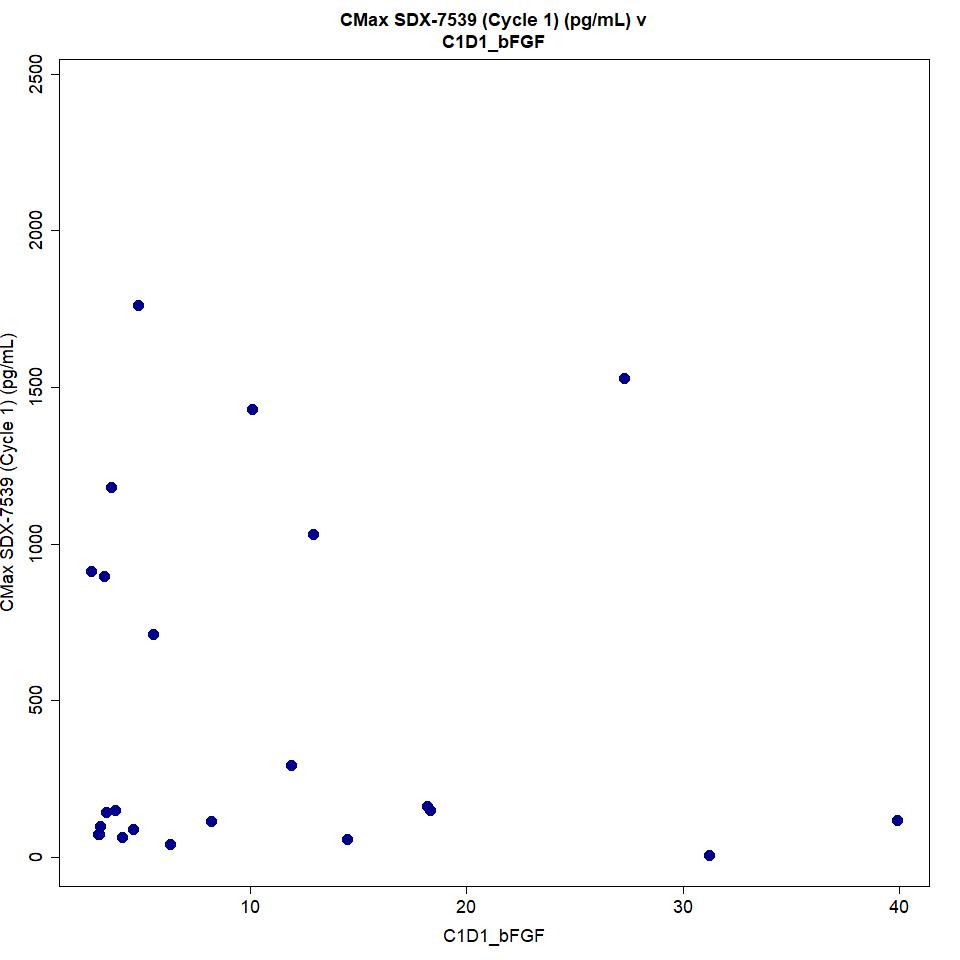 CMax SDX-7539 (Cycle 1) (pg/mL) v
C1D1_bFGF
2500
2000
1500
1000
500
0
CMax SDX-7539 (Cycle 1) (pg/mL)
10
20
30
40
C1D1_bFGF